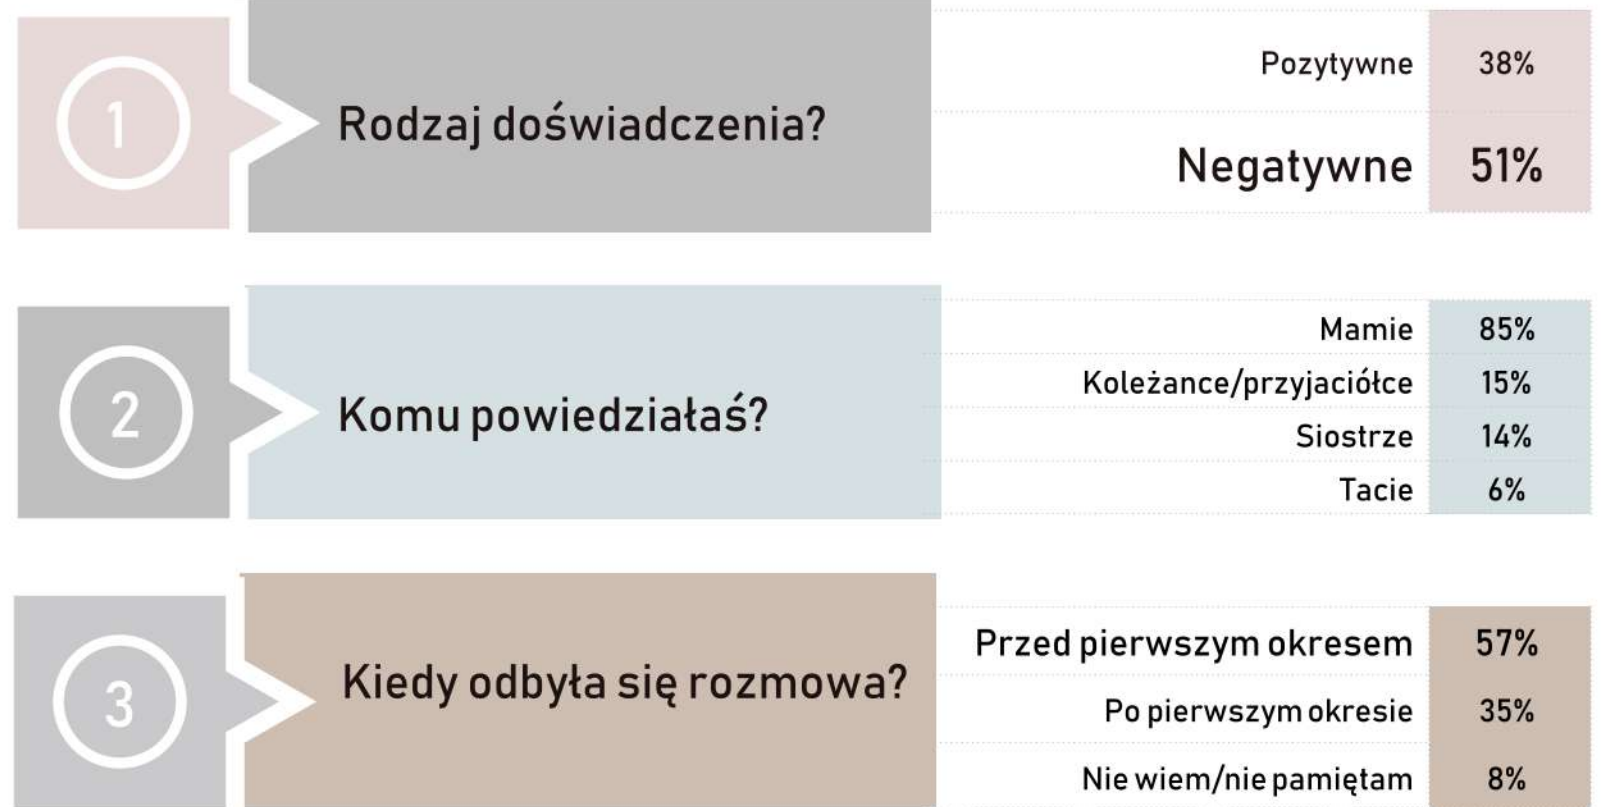 1
Rodzaj doświadczenia?
Pozytywne 38%
Negatywne 51%
2
Komu powiedziałaś?
Mamie 85%
Koleżance/przyjaciółce 15%
Siostrze 14%
Tacie 6%
3
Kiedy odbyła się rozmowa?
Przed pierwszym okresem 57%
Po pierwszym okresie 35%
Nie wiem/nie pamiętam 8%